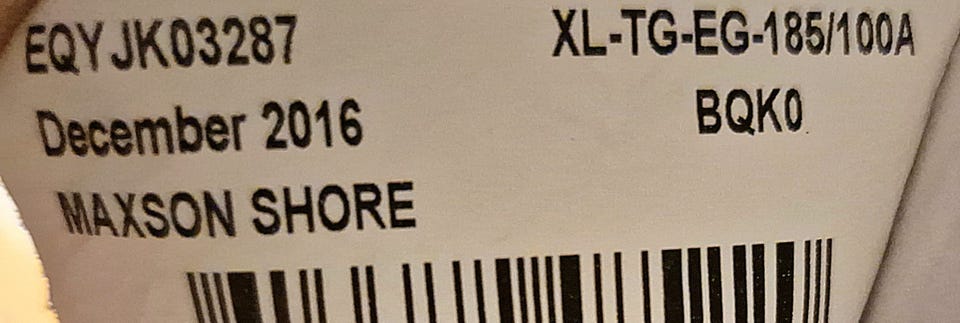 EQYJK03287 XL-TG-EG-185/100A
December 2016 BQK0
MAXSON SHORE